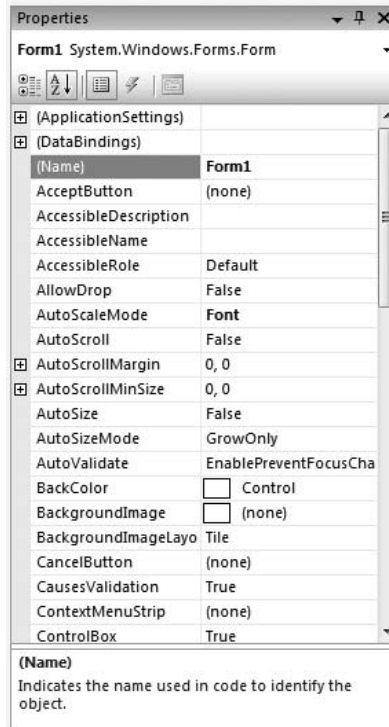 Properties
Form1 System.Windows.Forms.Form
A
Z
(ApplicationSettings)
(DataBindings)
(Name) Form1
AcceptButton (none)
AccessibleDescription
AccessibleName
AccessibleRole Default
AllowDrop False
AutoScaleMode Font
AutoScroll False
AutoScrollMargin 0, 0
AutoScrollMinSize 0, 0
AutoSize False
AutoSizeMode GrowOnly
AutoValidate EnablePreventFocusCha
BackColor Control
BackgroundImage (none)
BackgroundImageLayo Tile
CancelButton (none)
CausesValidation True
ContextMenuStrip (none)
ControlBox True
(Name)
Indicates the name used in code to identify the
object.